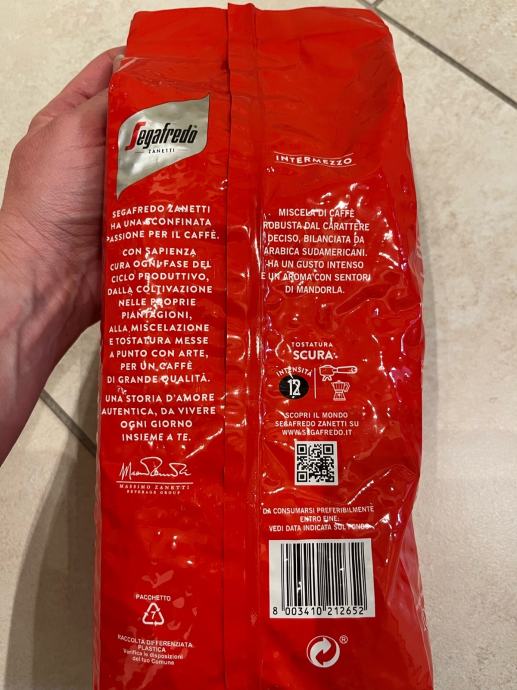 Segafredo
ZANETTI
SEGAFREDO ZANETTI
HA UNA SCONFINATA
PASSIONE PER IL CAFFÈ.
CON SAPIENZA
CURA OGNI FASE DEL
CICLO PRODUTTIVO,
DALLA COLTIVAZIONE
NELLE PROPRIE
PIANTAGIONI,
ALLA MISCELAZIONE
E TOSTATURA MESSE
A PUNTO CON ARTE,
PER UN CAFFÈ
DI GRANDE QUALITÀ.
UNA STORIA D'AMORE
AUTENTICA, DA VIVERE
OGNI GIORNO
INSIEME A TE.
MASSIMO ZANETTI
BEVERAGE GROUP
PACCHETTO
7
RACCOLTA DIFFERENZIATA
PLASTICA
Verifica le disposizioni
del tuo Comune
INTERMEZZO
MISCELA DI CAFFÈ
ROBUSTA DAL CARATTERE
DECISO, BILANCIATA DA
ARABICA SUDAMERICANI.
HA UN GUSTO INTENSO
E UN AROMA CON SENTORI
DI MANDORLA.
TOSTATURA
SCURA
INTENSITÀ
12
SCOPRI IL MONDO
SEGAFREDO ZANETTI SU
WWW.SEGAFREDO.IT
DA CONSUMARSI PREFERIBILMENTE
ENTRO FINE:
VEDI DATA INDICATA SUL FONDO
8 003410 212652
®